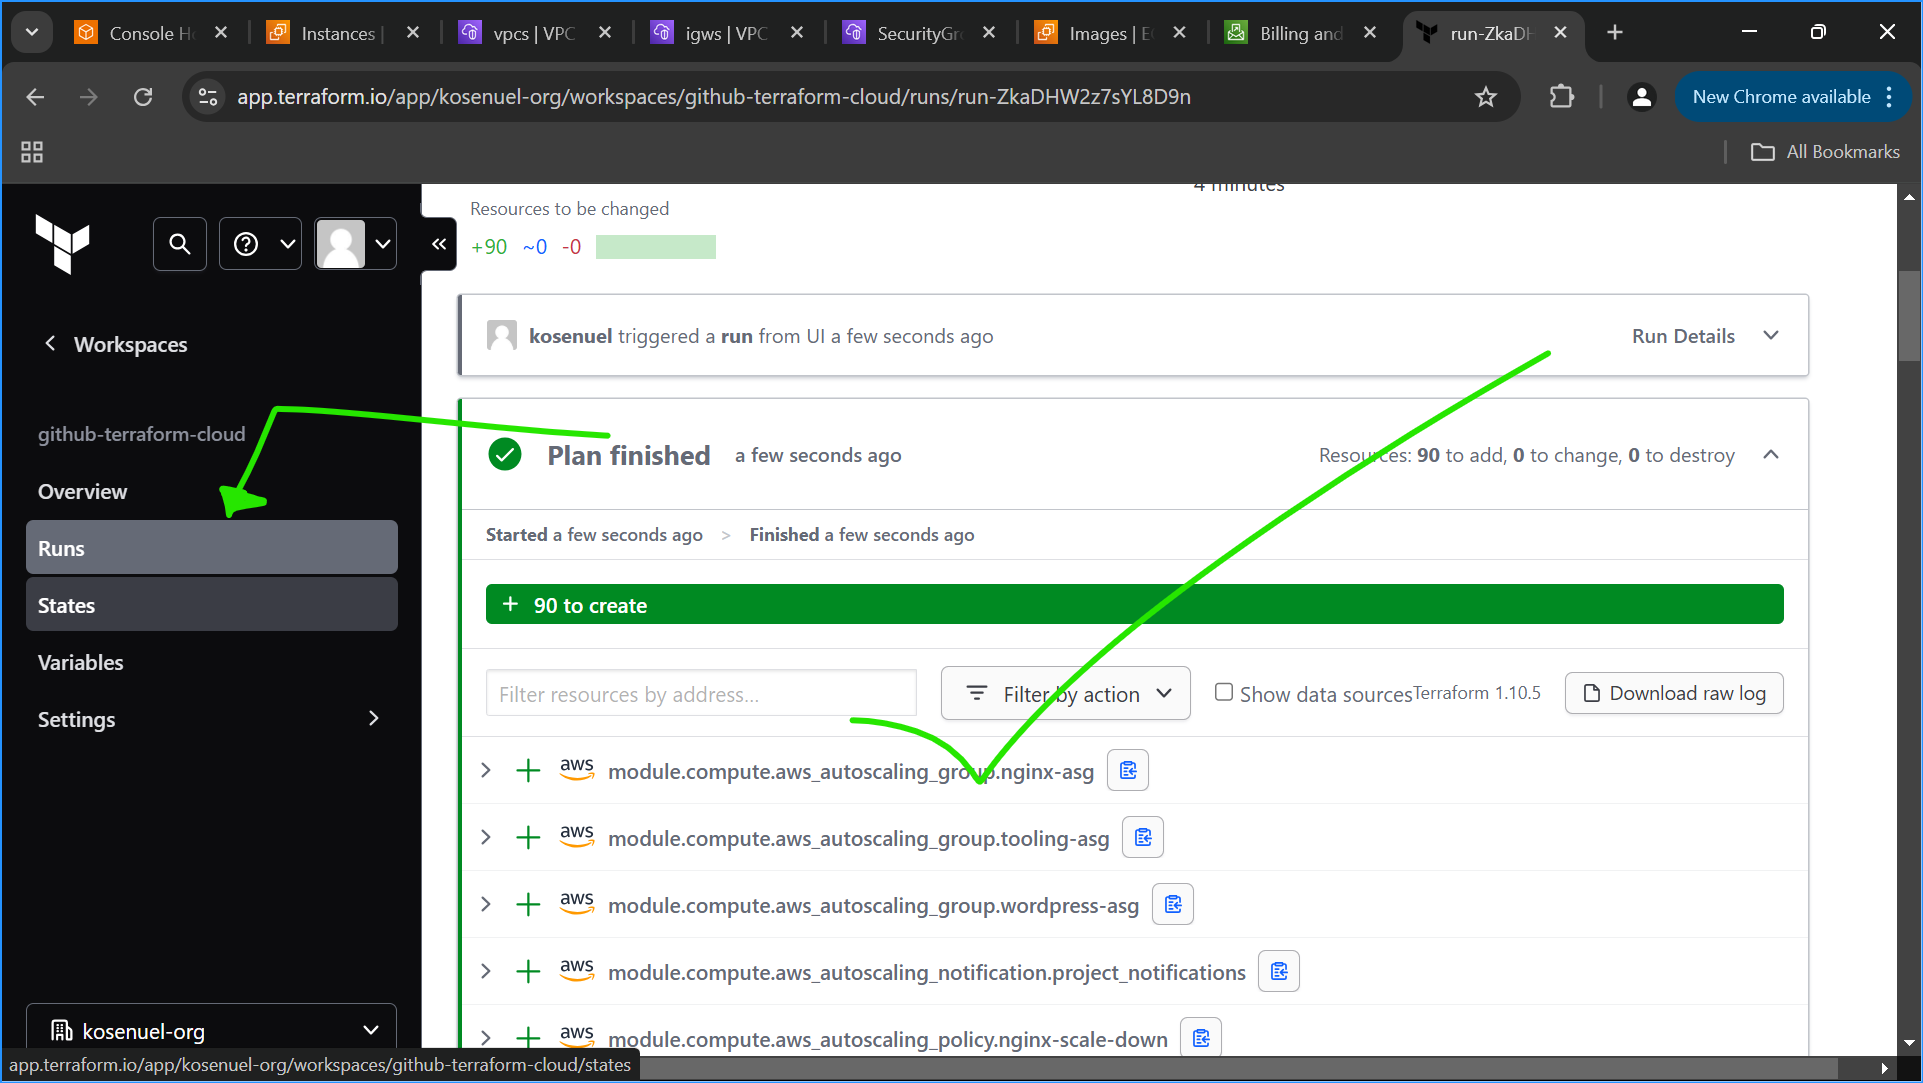 Console H
Instances |
vpcs | VPC
igws | VPC
SecurityGr
Images | E
Billing and
run-ZkaDH
app.terraform.io/app/kosenuel-org/workspaces/github-terraform-cloud/runs/run-ZkaDHW2z7sYL8D9n
New Chrome available
All Bookmarks
Workspaces
github-terraform-cloud
Overview
Runs
States
Variables
Settings
kosenuel-org
app.terraform.io/app/kosenuel-org/workspaces/github-terraform-cloud/states
4 minutes
Resources to be changed
+90 ~0 -0
kosenuel triggered a run from UI a few seconds ago
Run Details
Plan finished a few seconds ago
Resources: 90 to add, 0 to change, 0 to destroy
Started a few seconds ago > Finished a few seconds ago
+ 90 to create
Filter resources by address...
Filter by action
Show data sources
Terraform 1.10.5
Download raw log
aws module.compute.aws_autoscaling_group.nginx-asg
aws module.compute.aws_autoscaling_group.tooling-asg
aws module.compute.aws_autoscaling_group.wordpress-asg
aws module.compute.aws_autoscaling_notification.project_notifications
aws module.compute.aws_autoscaling_policy.nginx-scale-down